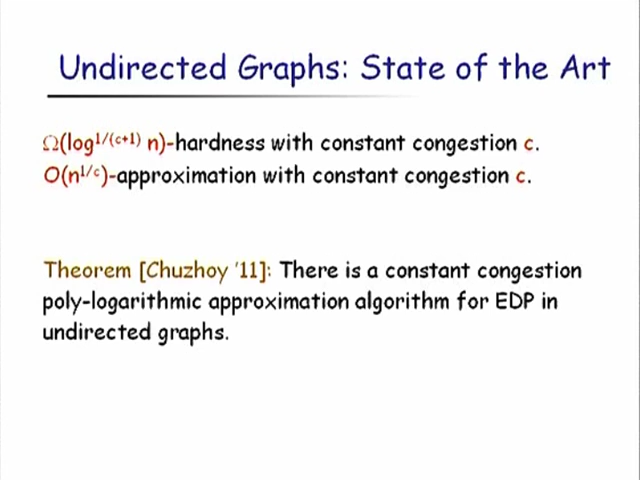 Undirected Graphs: State of the Art
Ω(log^{1/(c+1)} n)-hardness with constant congestion c.
O(n^{1/c})-approximation with constant congestion c.
Theorem [Chuzhoy '11]: There is a constant congestion
poly-logarithmic approximation algorithm for EDP in
undirected graphs.